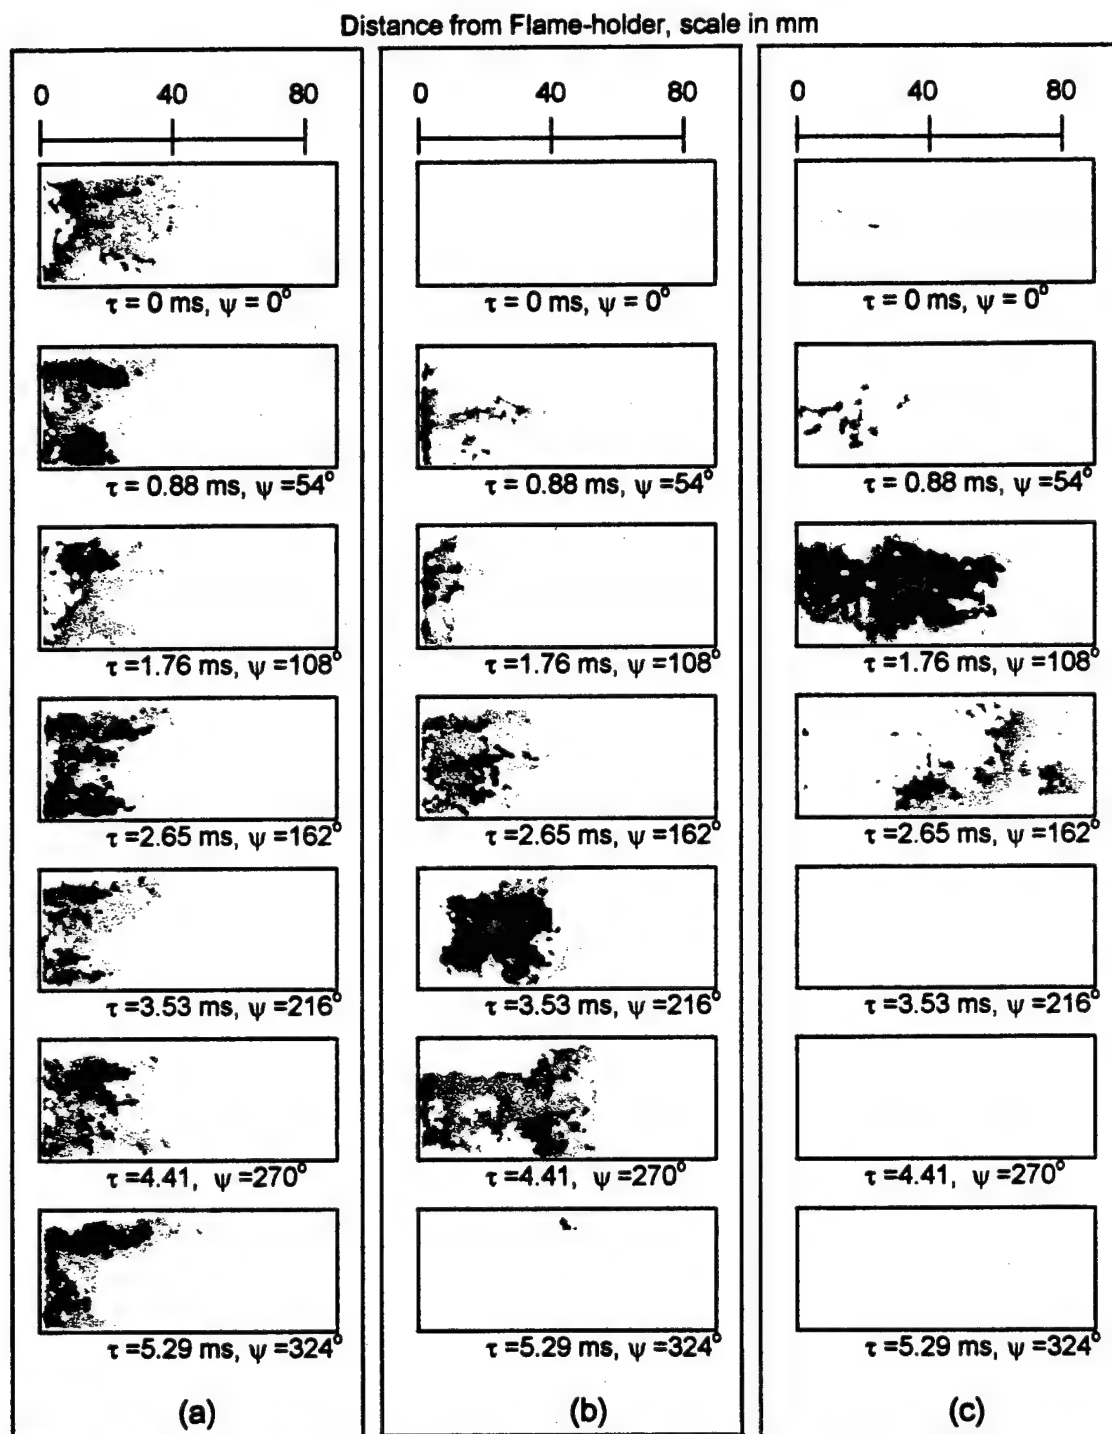 Distance from Flame-holder, scale in mm
0 40 80
τ = 0 ms, ψ = 0°
τ = 0.88 ms, ψ =54°
τ =1.76 ms, ψ =108°
τ =2.65 ms, ψ =162°
τ =3.53 ms, ψ =216°
τ =4.41, ψ =270°
τ =5.29 ms, ψ =324°
(a)
0 40 80
τ = 0 ms, ψ = 0°
τ = 0.88 ms, ψ =54°
τ =1.76 ms, ψ =108°
τ =2.65 ms, ψ =162°
τ =3.53 ms, ψ =216°
τ =4.41, ψ =270°
τ =5.29 ms, ψ =324°
(b)
0 40 80
τ = 0 ms, ψ = 0°
τ = 0.88 ms, ψ =54°
τ =1.76 ms, ψ =108°
τ =2.65 ms, ψ =162°
τ =3.53 ms, ψ =216°
τ =4.41, ψ =270°
τ =5.29 ms, ψ =324°
(c)